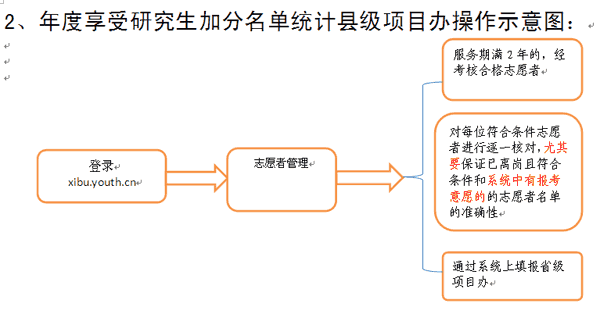 2、年度享受研究生加分名单统计县级项目办操作示意图：
服务期满2年的，经
考核合格志愿者
登录
xibu.youth.cn
志愿者管理
对每位符合条件志愿
者进行逐一核对，尤其
要保证已离岗且符合
条件和系统中有报考
意愿的的志愿者名单
的准确性
通过系统上填报省级
项目办